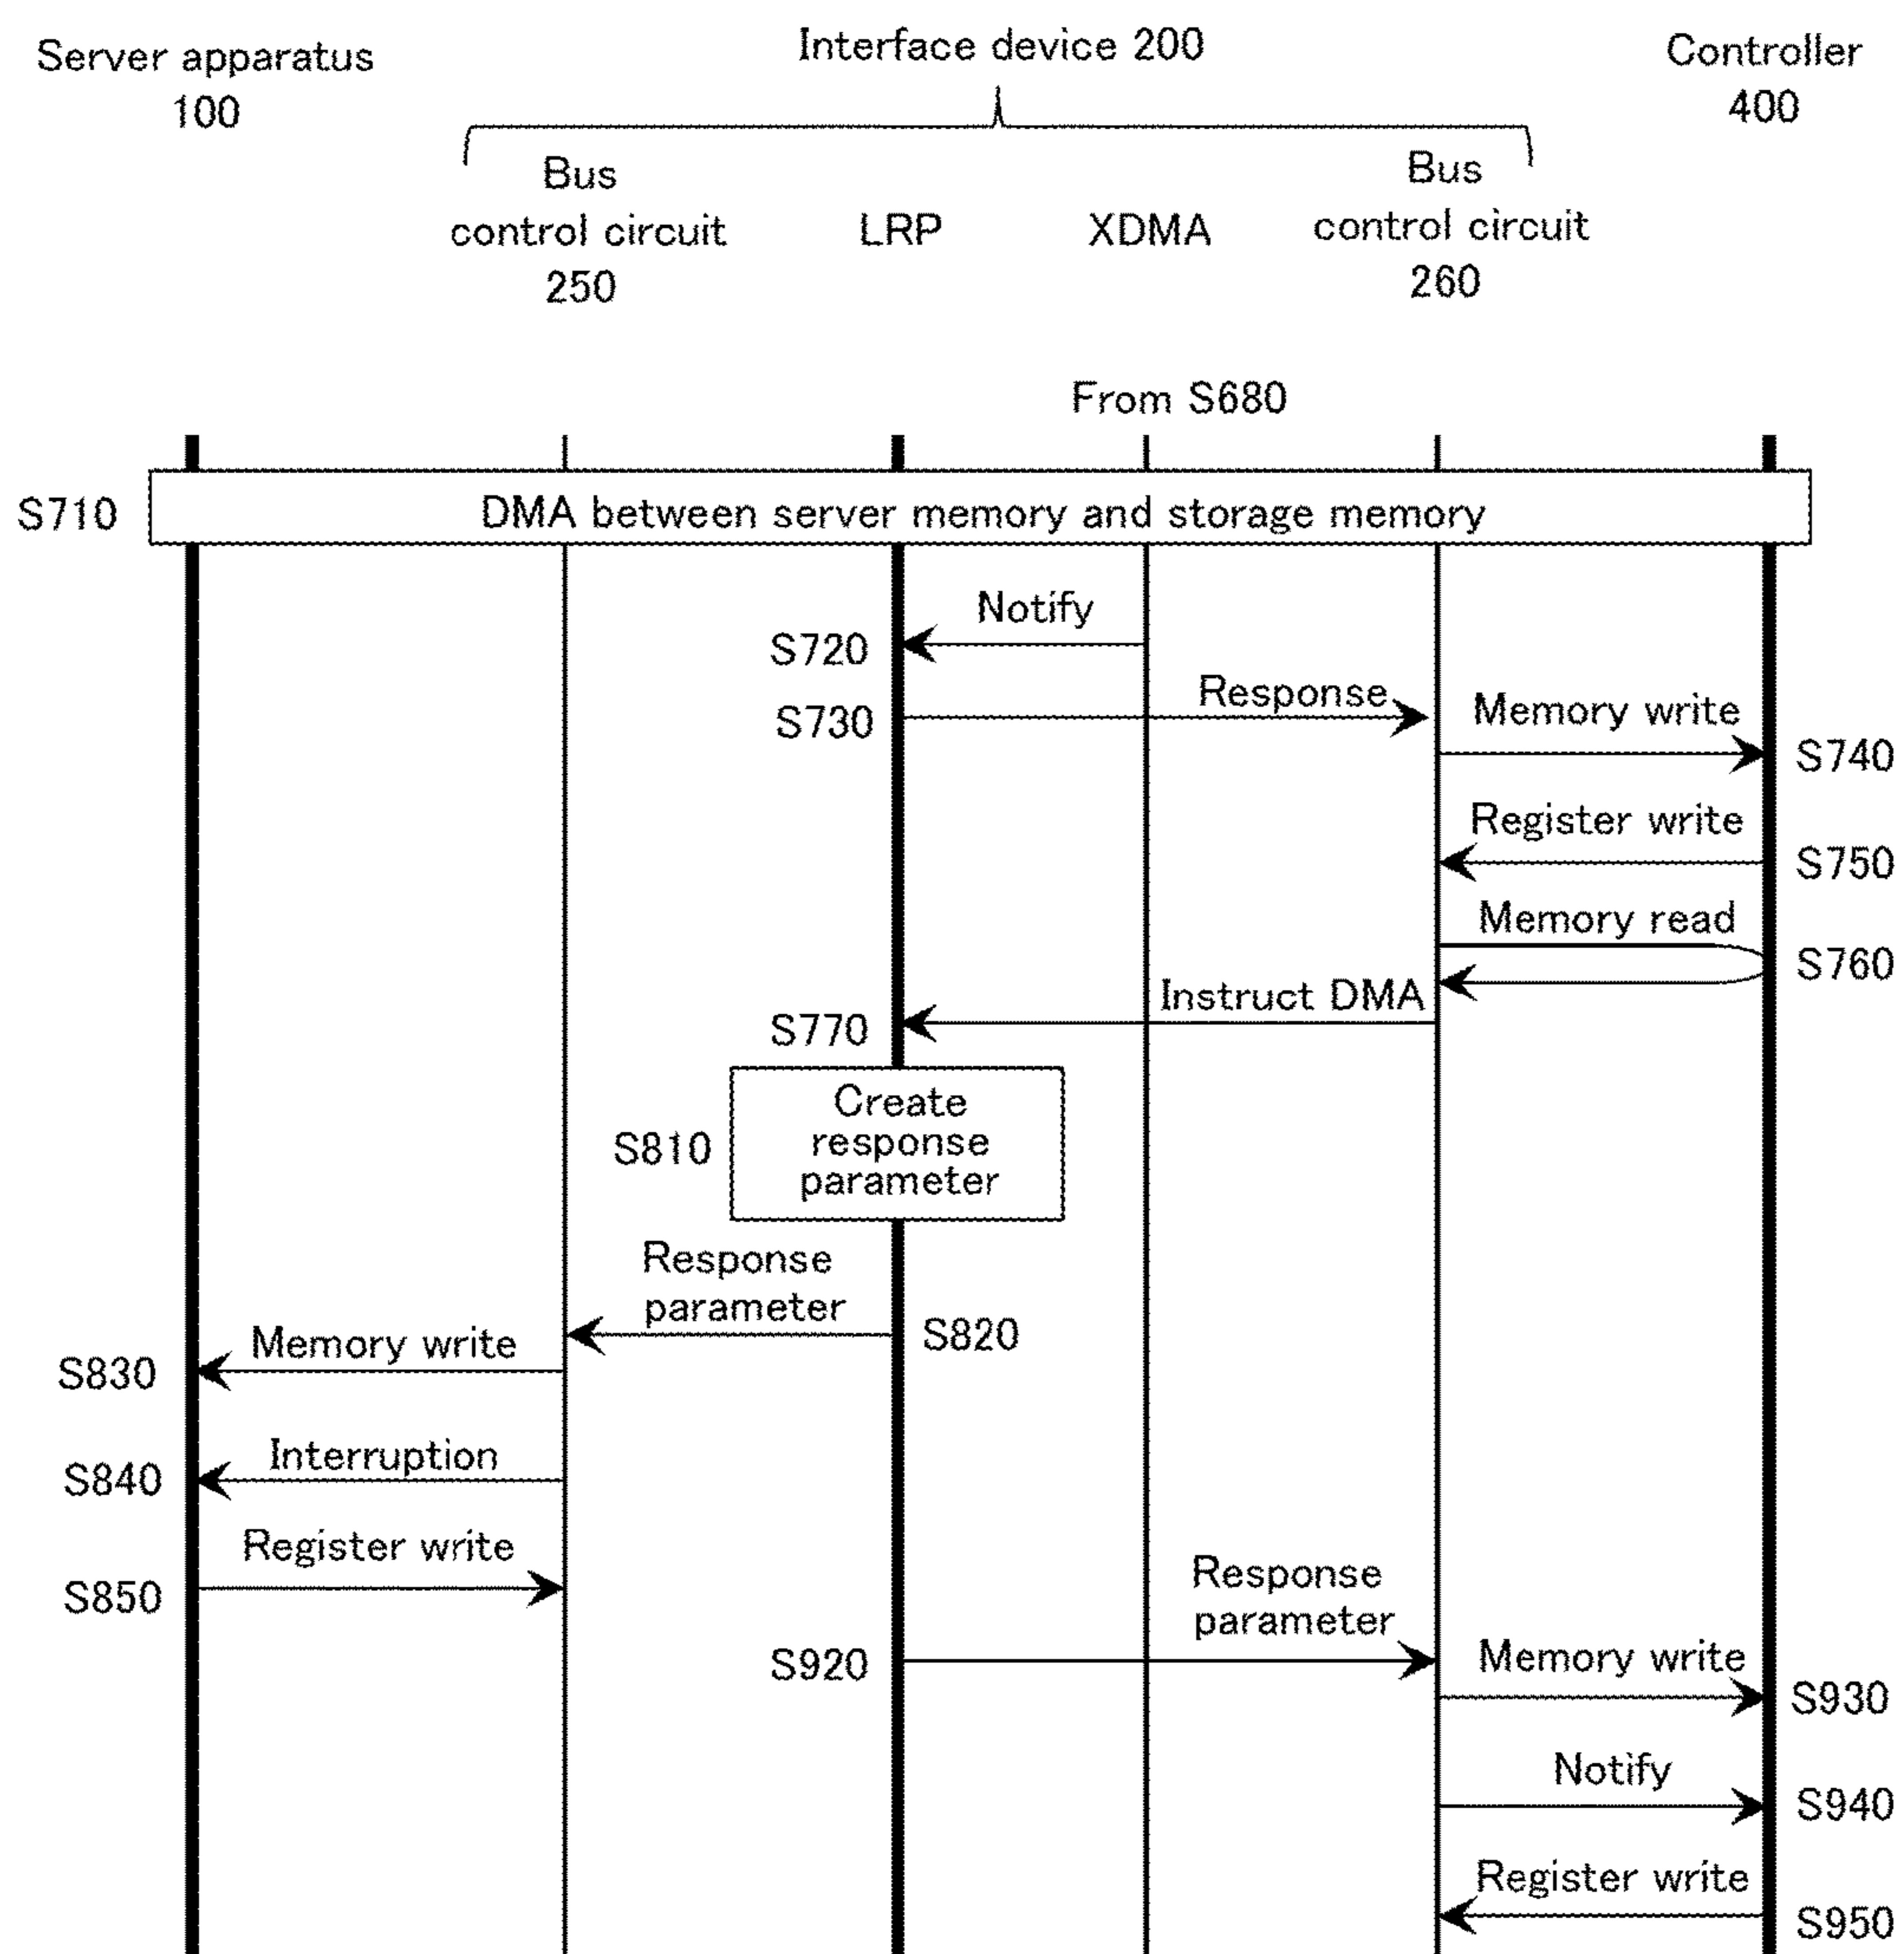 Server apparatus
100
Interface device 200
Controller
400
Bus
control circuit
250
LRP
XDMA
Bus
control circuit
260
From S680
S710
DMA between server memory and storage memory
Notify
S720
Response
S730
Memory write
S740
Register write
S750
Memory read
S760
Instruct DMA
S770
Create
response
parameter
S810
Response
parameter
S820
Memory write
S830
Interruption
S840
Register write
S850
Response
parameter
S920
Memory write
S930
Notify
S940
Register write
S950